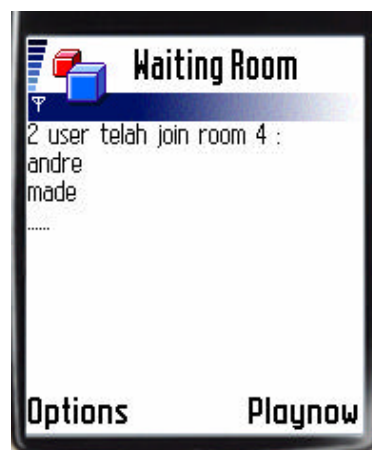 Waiting Room
2 user telah join room 4 :
andre
made
......
Options Playnow